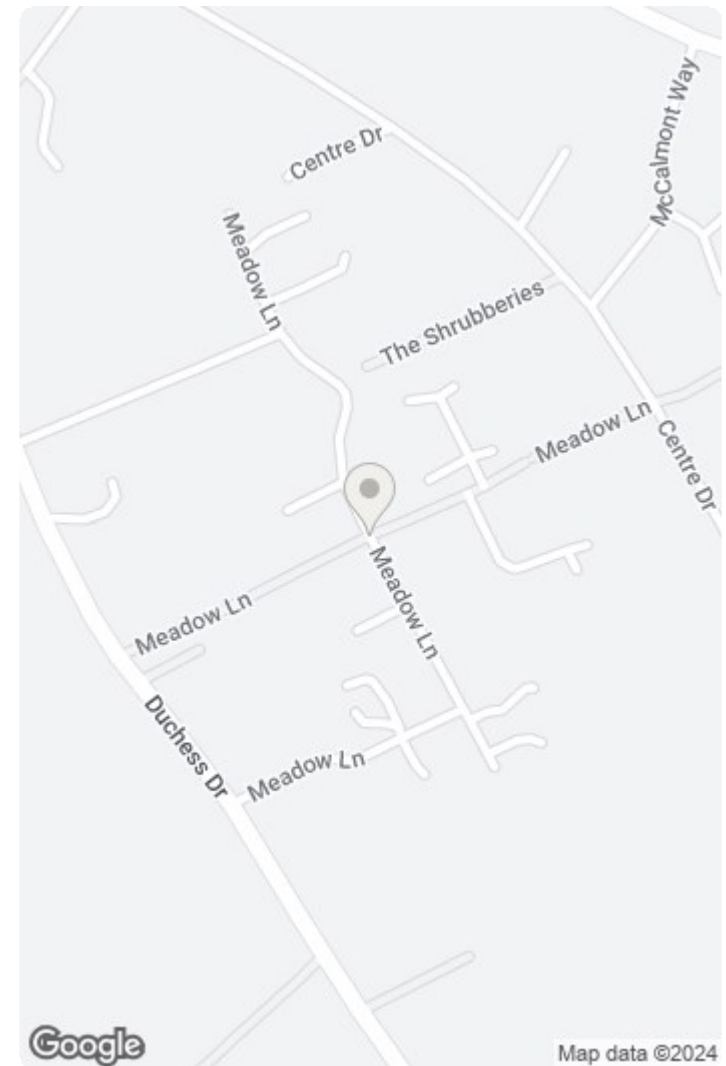 McCalmont Way
Centre Dr
Meadow Ln
The Shrubberies
Meadow Ln
Centre Dr
Meadow Ln
Meadow Ln
Duchess Dr
Meadow Ln
Google
Map data ©2024